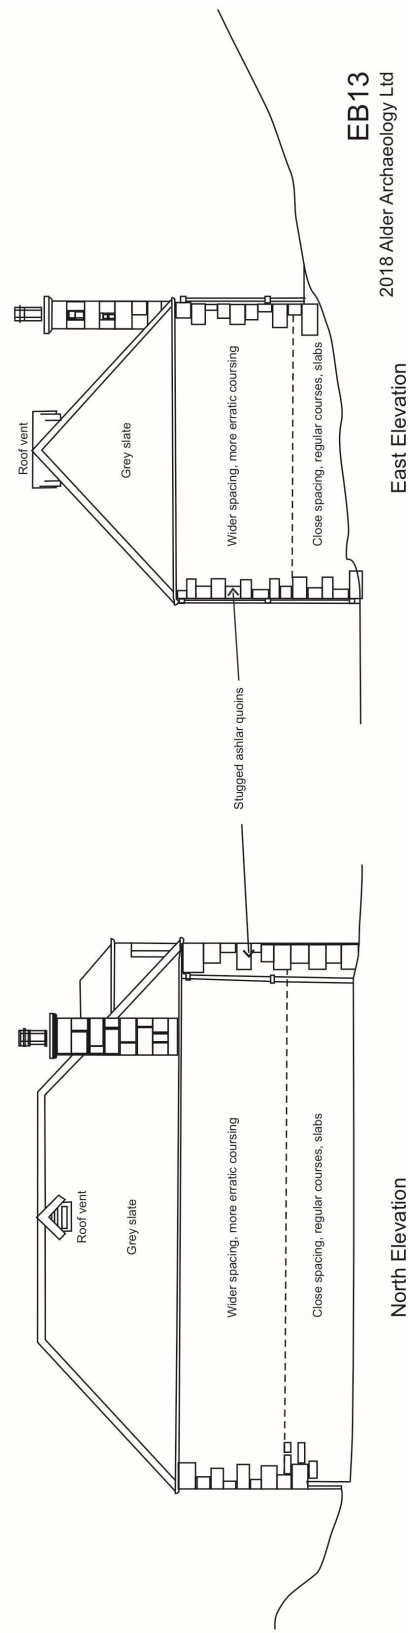 Roof vent
Grey slate
Wider spacing, more erratic coursing
Close spacing, regular courses, slabs
North Elevation
Stugged ashlar quoins
Roof vent
Grey slate
Wider spacing, more erratic coursing
Close spacing, regular courses, slabs
East Elevation
EB13
2018 Alder Archaeology Ltd